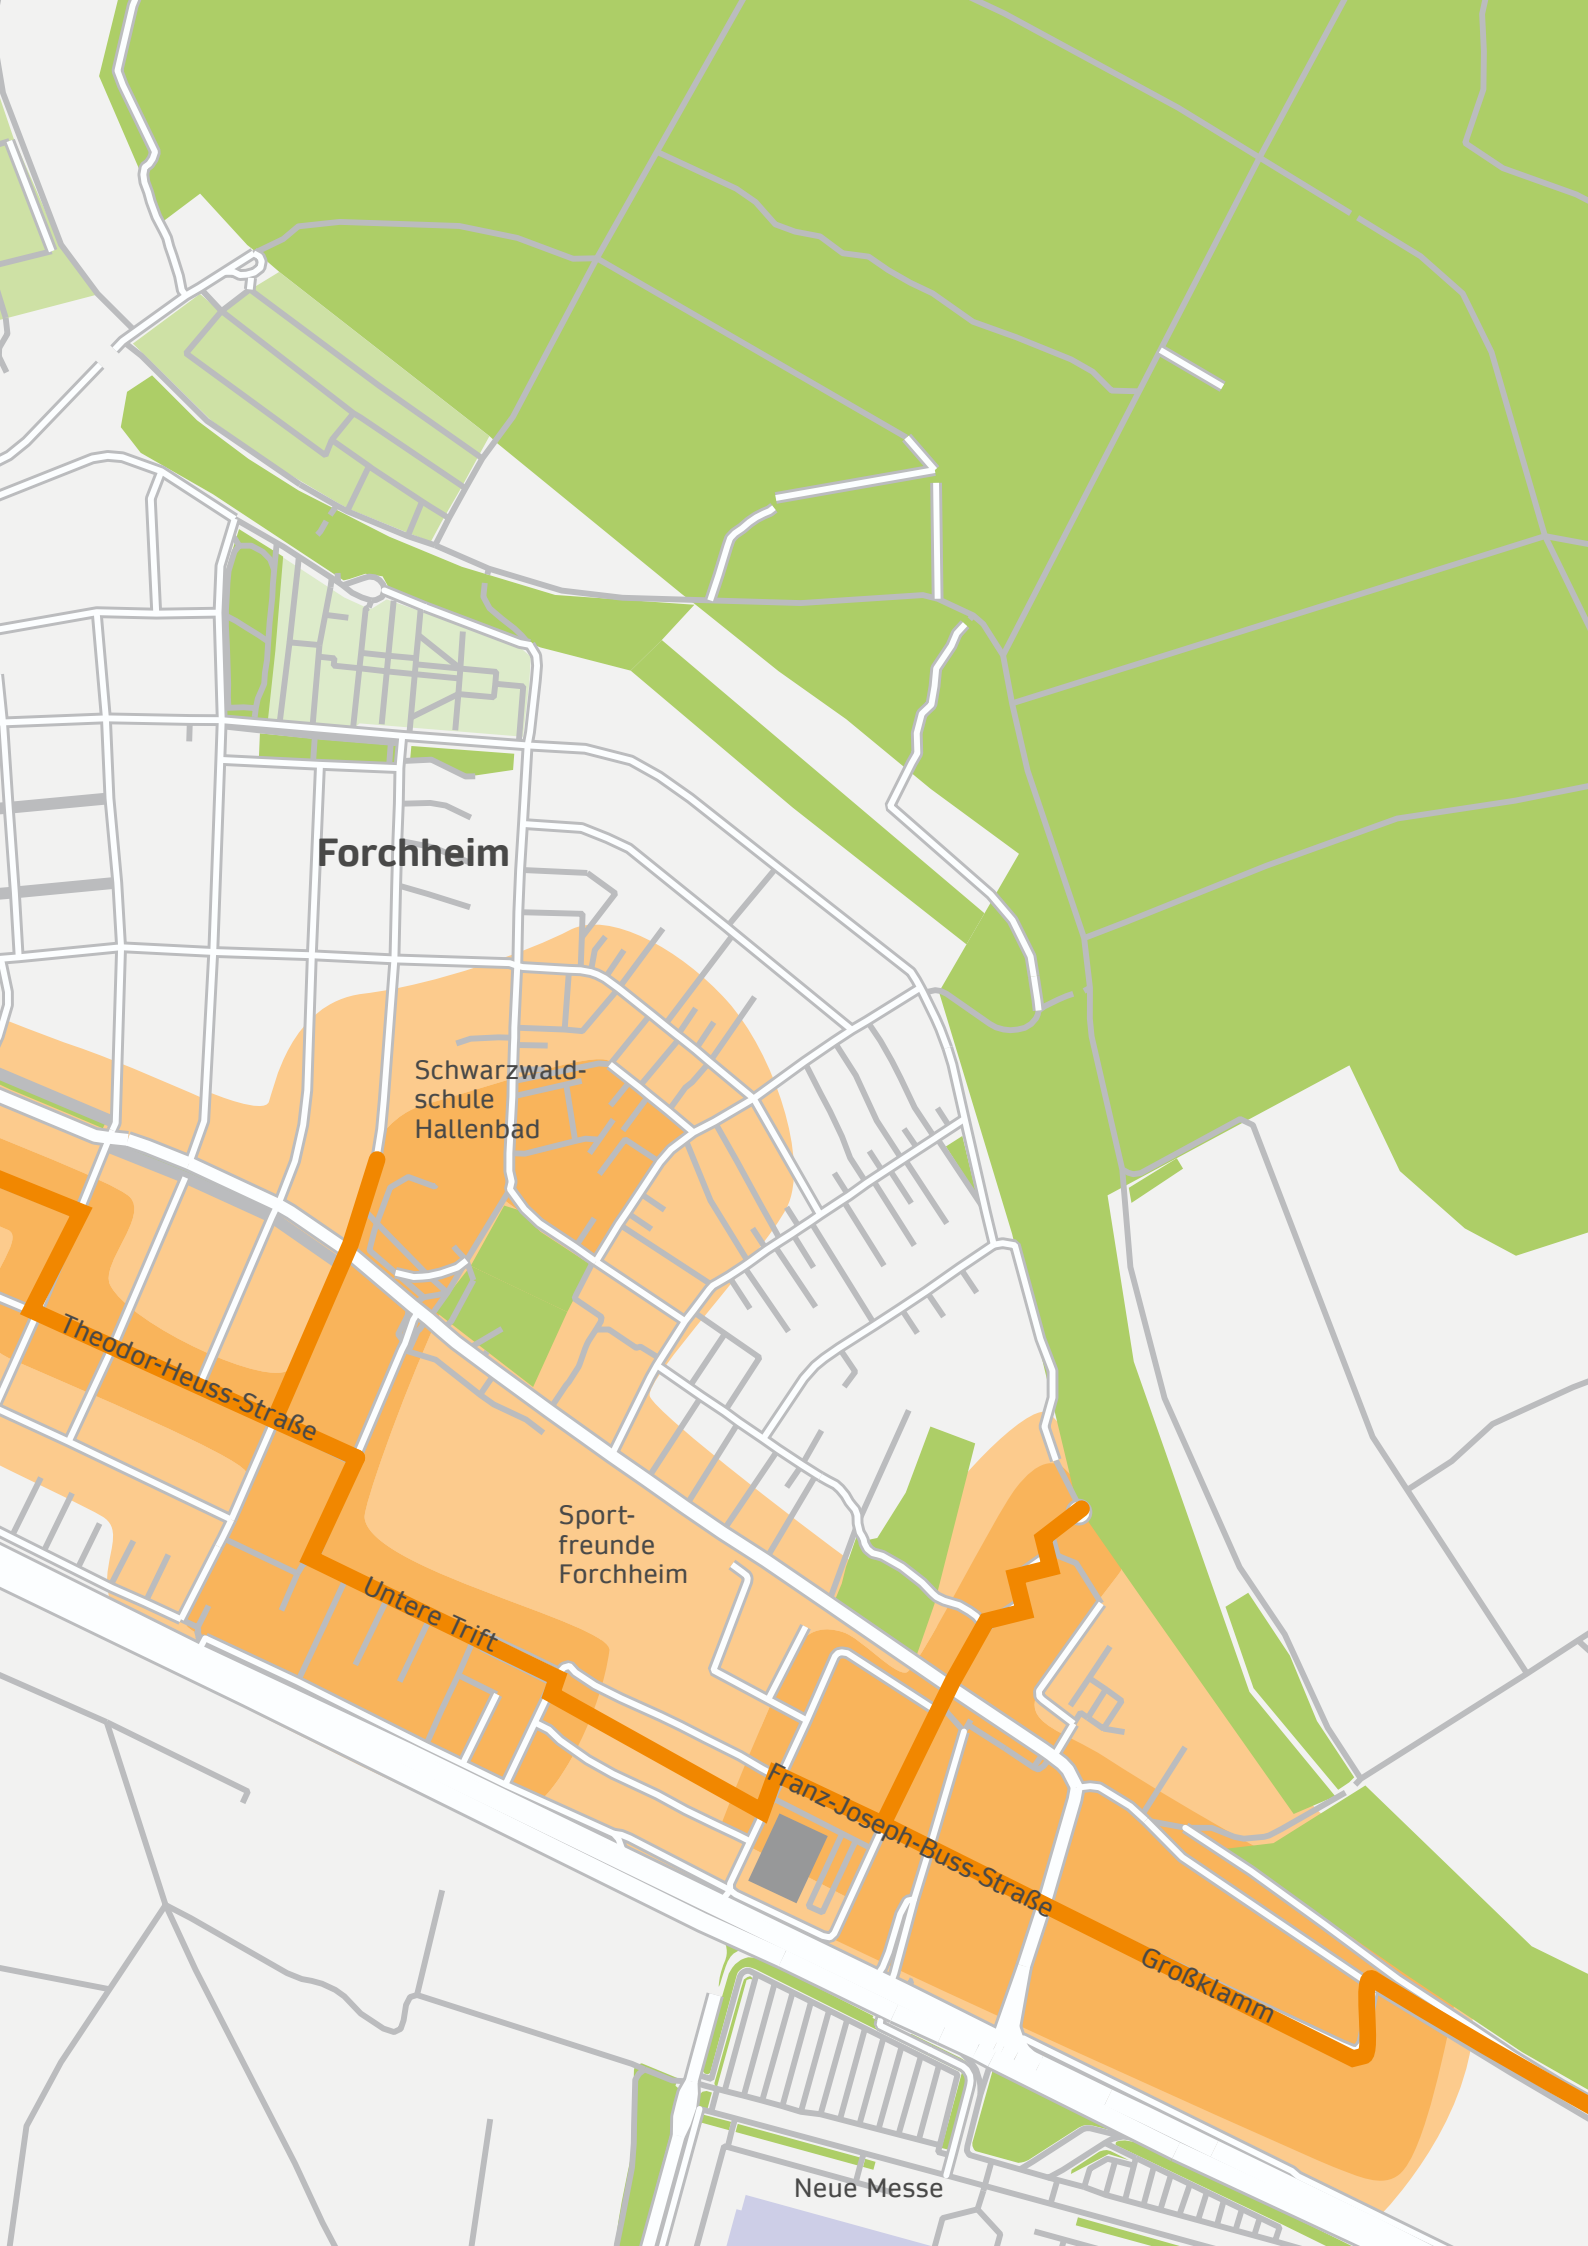 Forchheim
Schwarzwald-
schule
Hallenbad
Theodor-Heuss-Straße
Sport-
freunde
Forchheim
Untere Trift
Franz-Joseph-Buss-Straße
Großklamm
Neue Messe